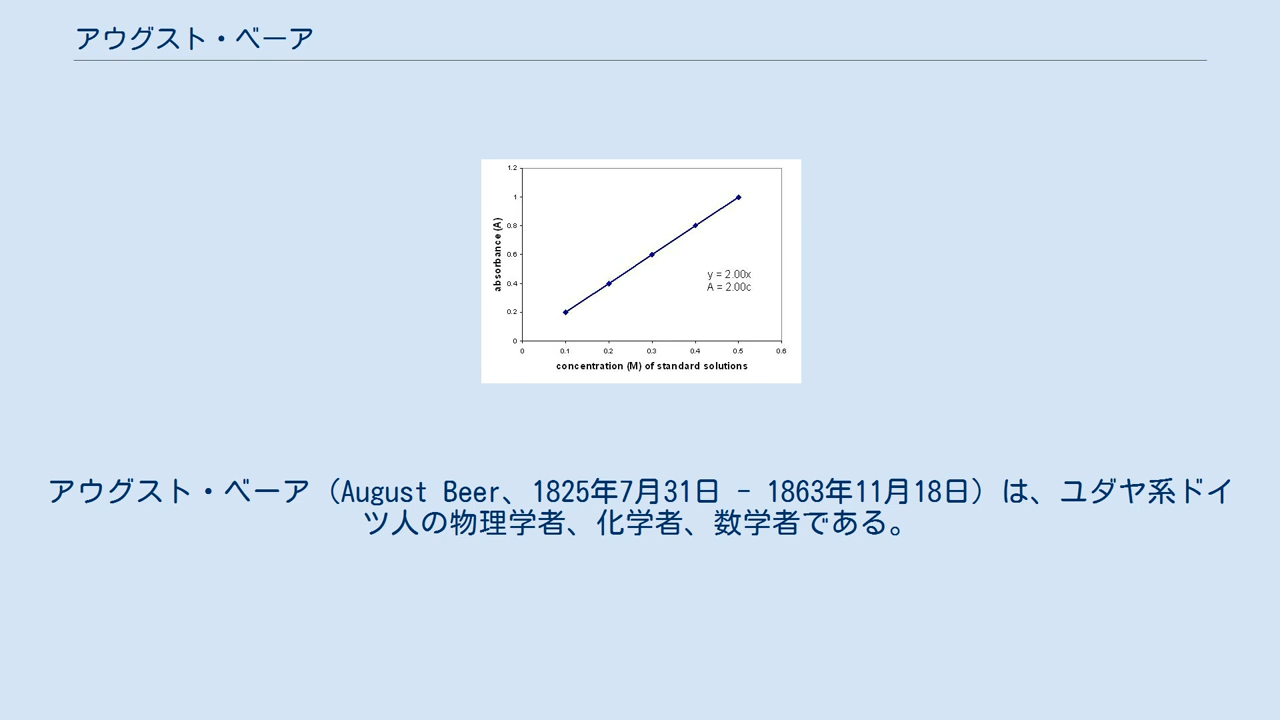 アウグスト・ベーア
1.2
1
0.8
0.6
0.4
0.2
0
absorbance (A)
y = 2.00x
A = 2.00c
0 0.1 0.2 0.3 0.4 0.5 0.6
concentration (M) of standard solutions
アウグスト・ベーア（August Beer、1825年7月31日 - 1863年11月18日）は、ユダヤ系ドイ
ツ人の物理学者、化学者、数学者である。